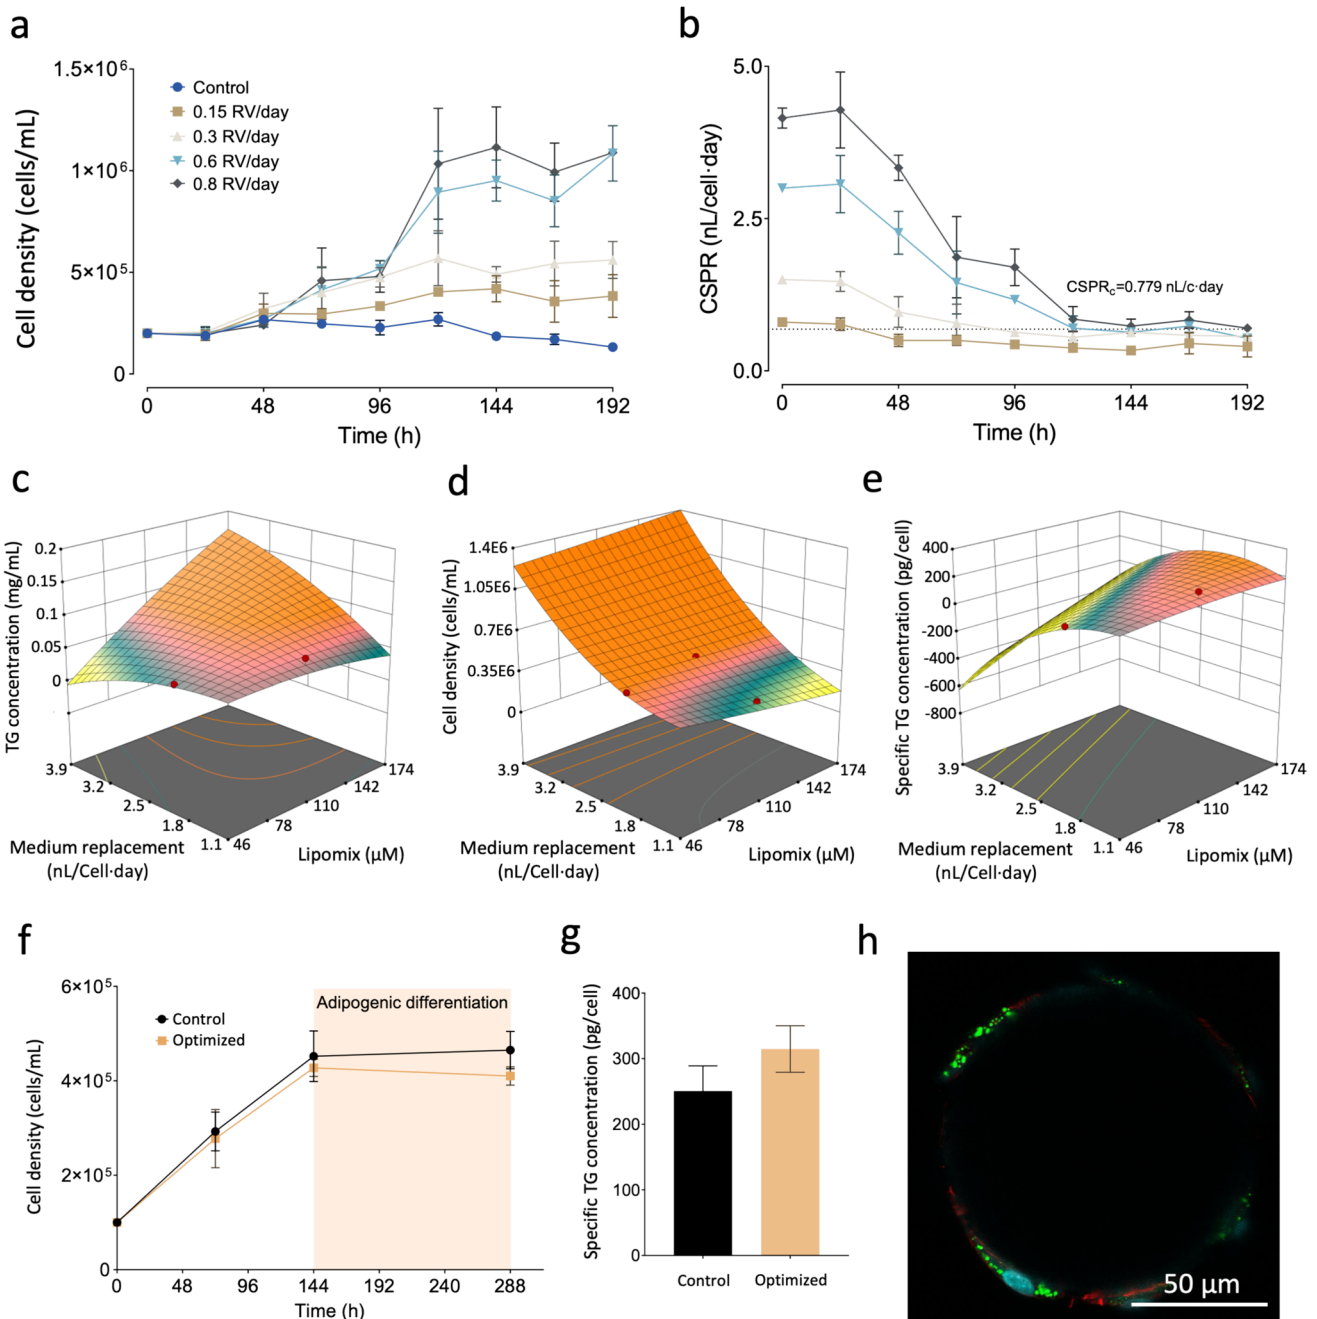 a
1.5×10⁶
1×10⁶
5×10⁵
0
Cell density (cells/mL)
Control
0.15 RV/day
0.3 RV/day
0.6 RV/day
0.8 RV/day
0 48 96 144 192
Time (h)
b
5.0
2.5
0.0
CSPR (nL/cell·day)
CSPRc=0.779 nL/c·day
0 48 96 144 192
Time (h)
c
TG concentration (mg/mL)
0.2
0.15
0.1
0.05
0
3.9
3.2
2.5
1.8
1.1
46
78
110
142
174
Medium replacement
(nL/Cell·day)
Lipomix (μM)
d
Cell density (cells/mL)
1.4E6
1.05E6
0.7E6
0.35E6
0
3.9
3.2
2.5
1.8
1.1
46
78
110
142
174
Medium replacement
(nL/Cell·day)
Lipomix (μM)
e
Specific TG concentration (pg/cell)
400
200
0
-200
-400
-600
-800
3.9
3.2
2.5
1.8
1.1
46
78
110
142
174
Medium replacement
(nL/Cell·day)
Lipomix (μM)
f
6×10⁵
4×10⁵
2×10⁵
0
Cell density (cells/mL)
Adipogenic differentiation
Control
Optimized
0 48 96 144 192 240 288
Time (h)
g
Specific TG concentration (pg/cell)
400
300
200
100
0
Control Optimized
h
50 μm